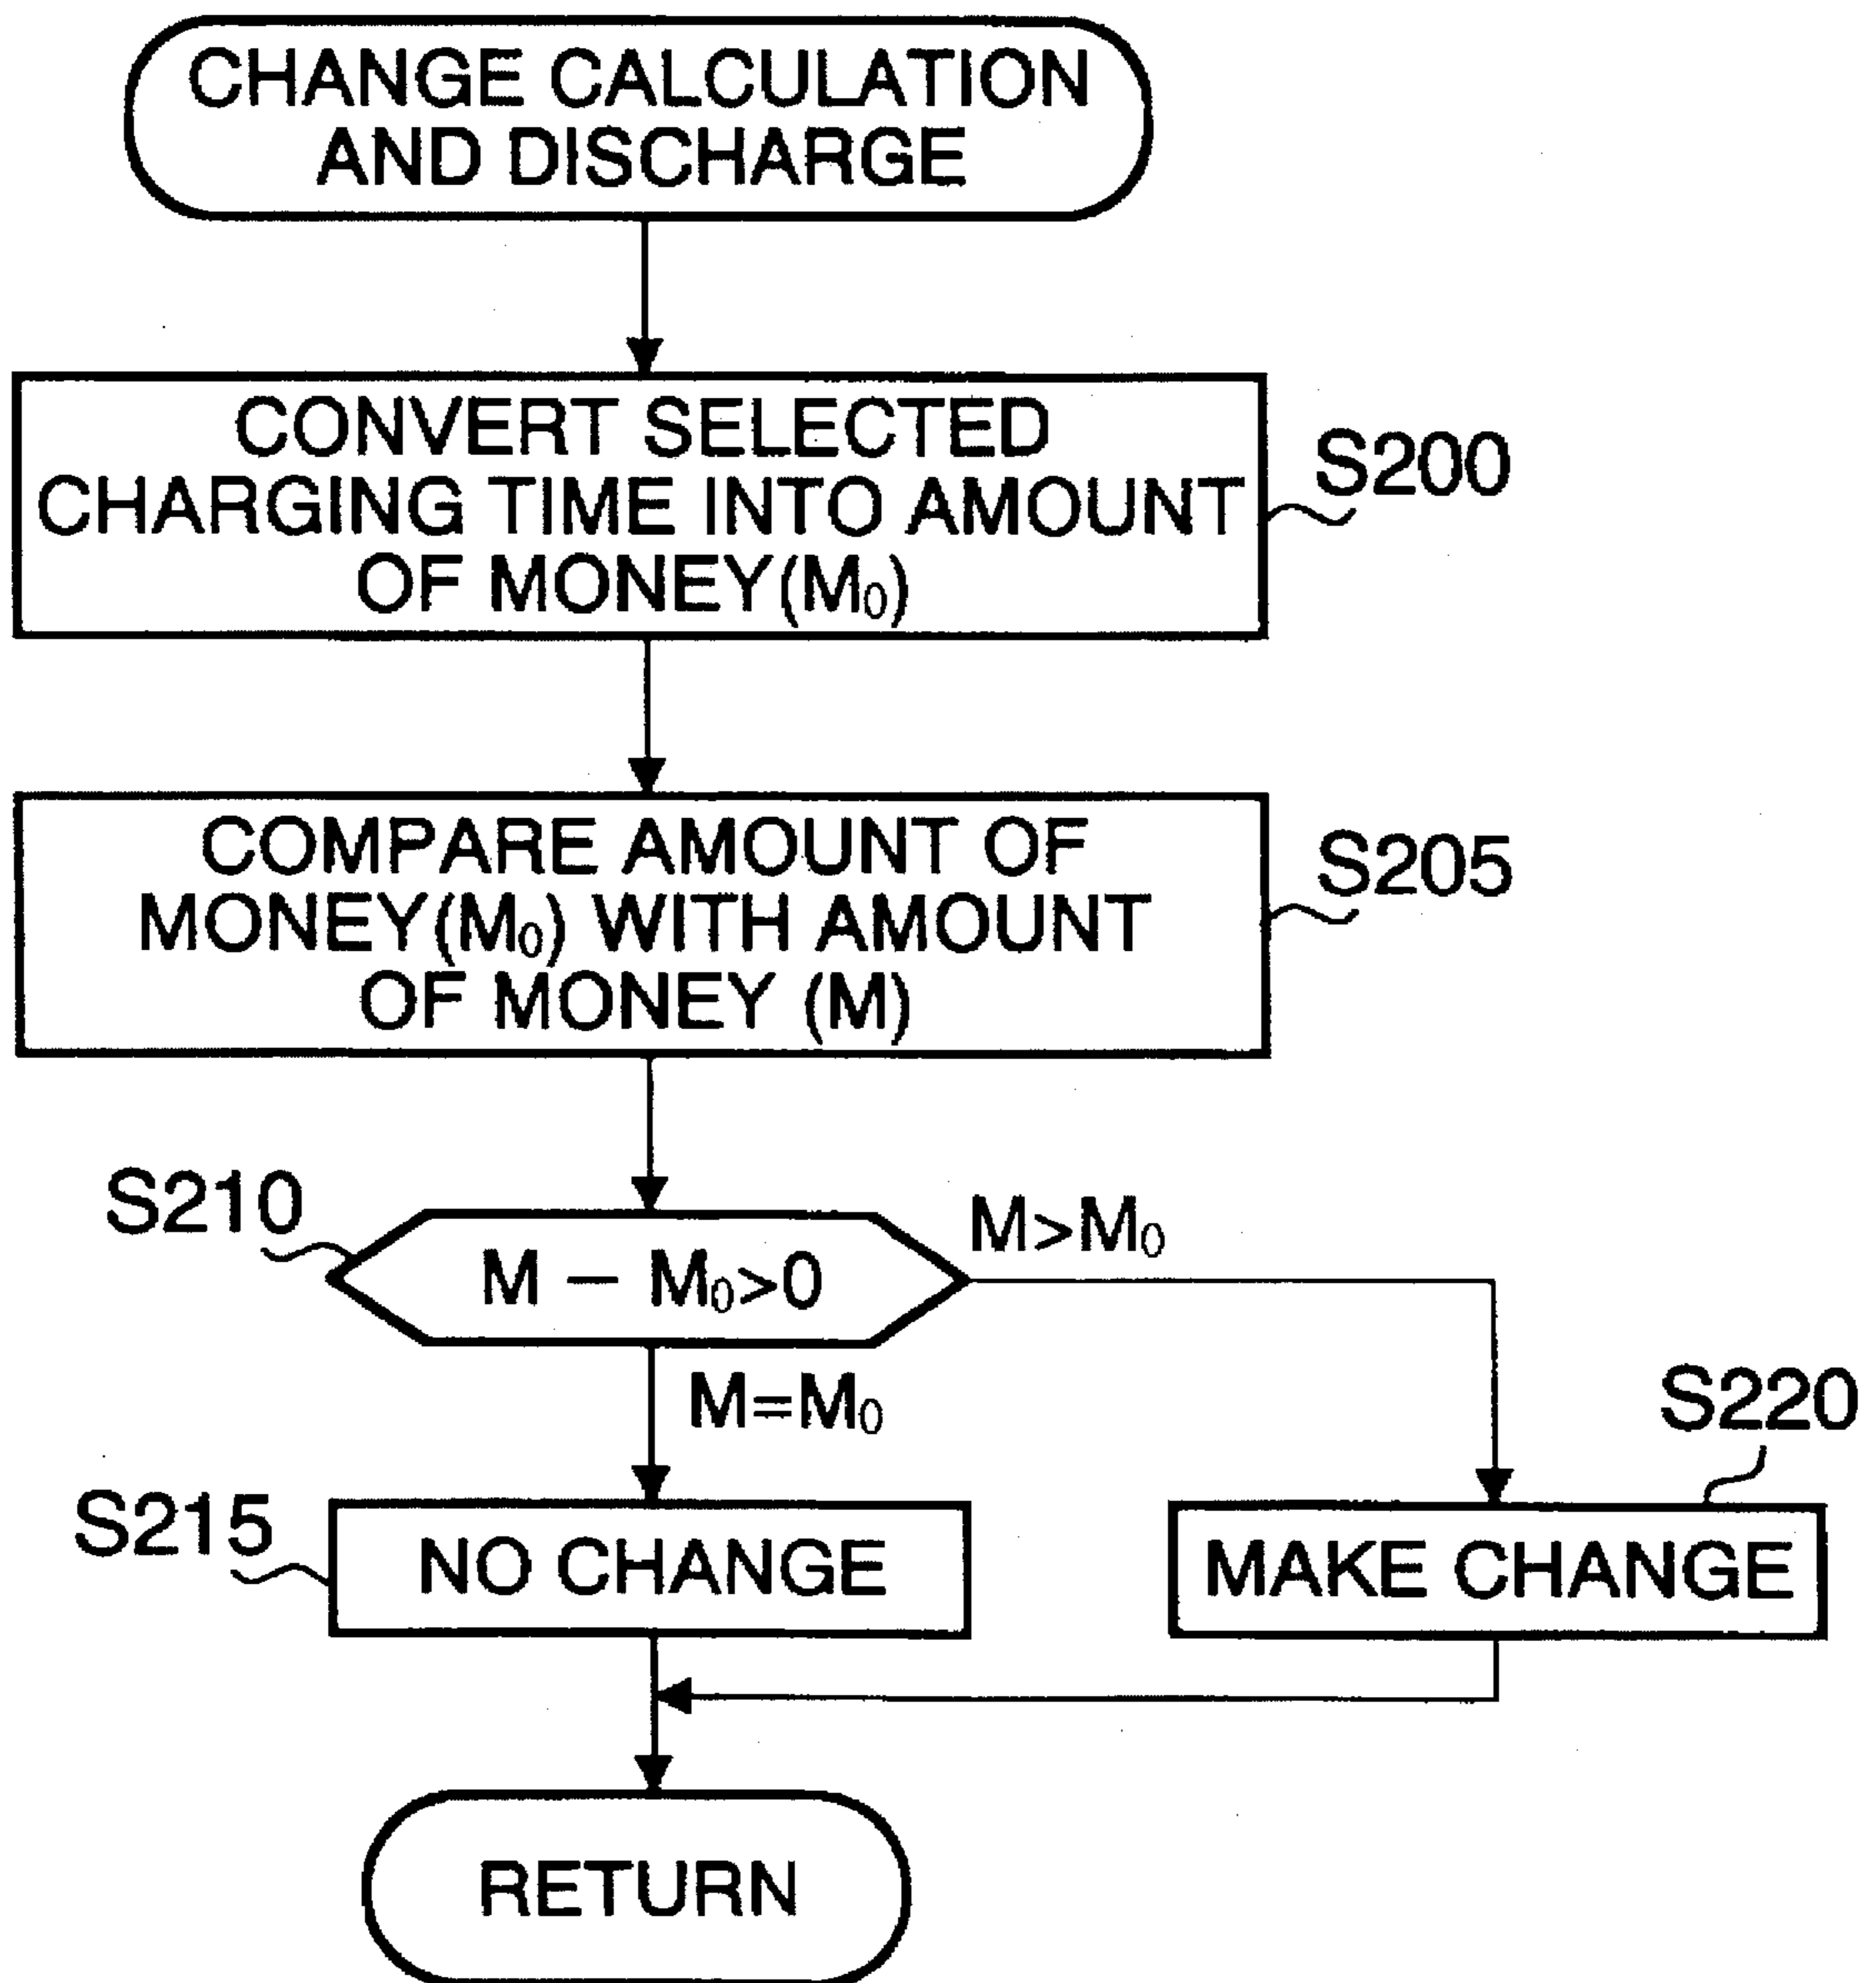 CHANGE CALCULATION
AND DISCHARGE
CONVERT SELECTED
CHARGING TIME INTO AMOUNT
OF MONEY(M₀)
S200
COMPARE AMOUNT OF
MONEY(M₀) WITH AMOUNT
OF MONEY (M)
S205
S210
M − M₀>0
M>M₀
M=M₀
S220
S215
NO CHANGE
MAKE CHANGE
RETURN